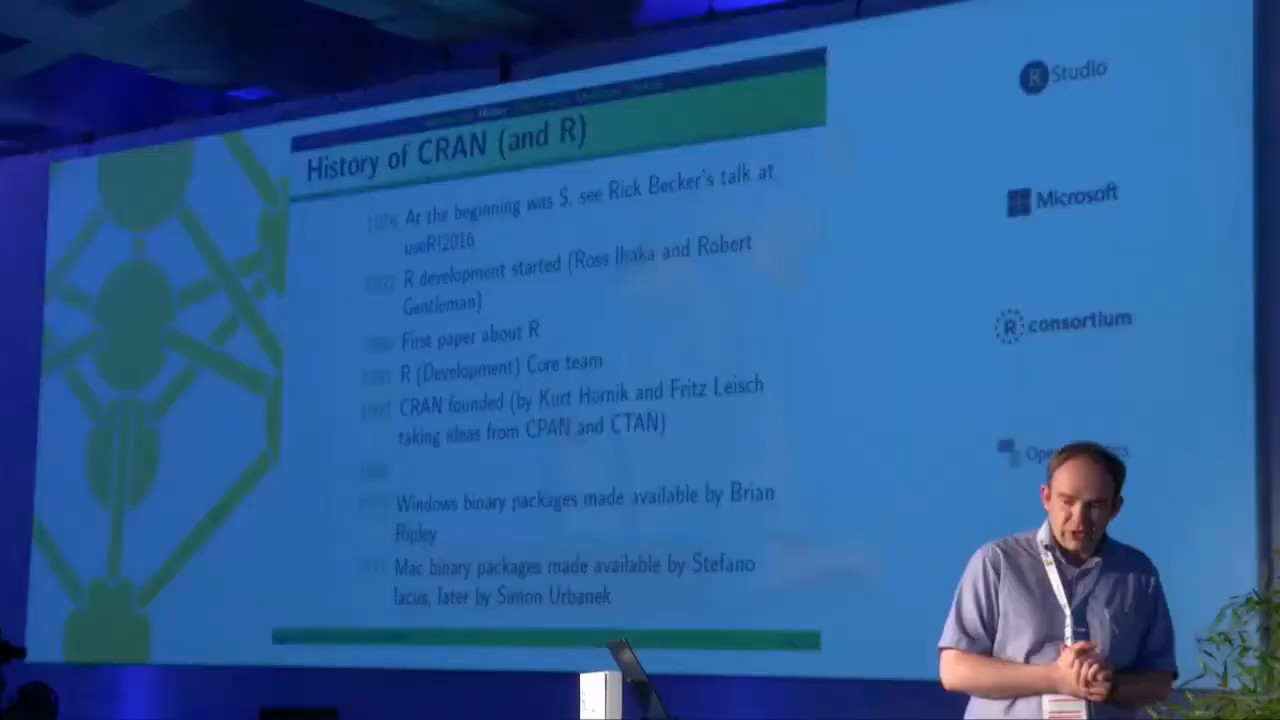 History of CRAN (and R)
At the beginning was S, see Rick Becker's talk at
useR!2016
R development started (Ross Ihaka and Robert
Gentleman)
First paper about R
R (Development) Core team
CRAN founded (by Kurt Hornik and Fritz Leisch
taking ideas from CPAN and CTAN)
Windows binary packages made available by Brian
Ripley
Mac binary packages made available by Stefano
Iacus, later by Simon Urbanek
R Studio
Microsoft
R consortium